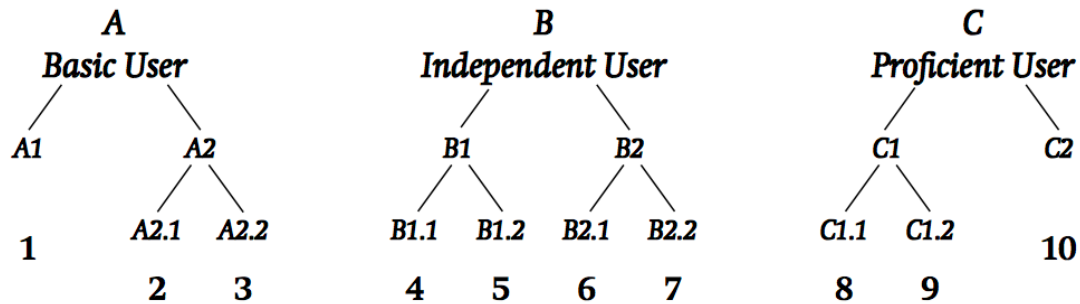 A B C
Basic User Independent User Proficient User
A1 A2 B1 B2 C1 C2
A2.1 A2.2 B1.1 B1.2 B2.1 B2.2 C1.1 C1.2
1 10
2 3 4 5 6 7 8 9